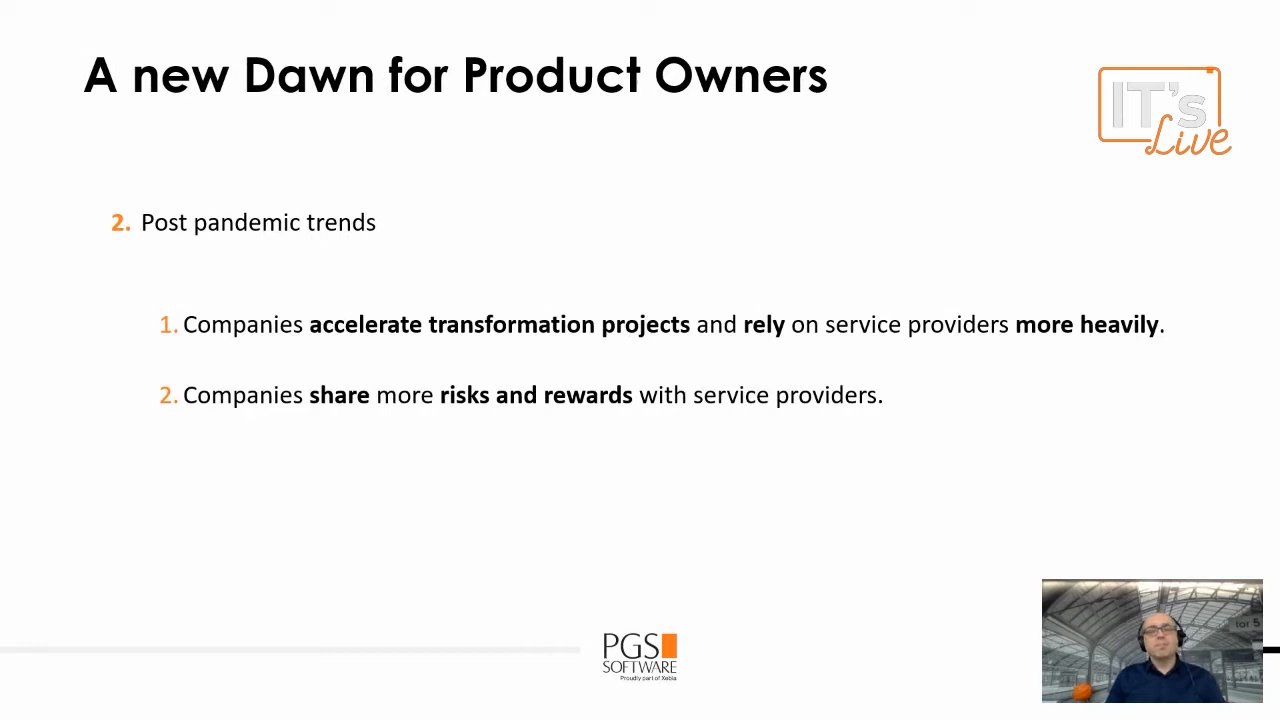 A new Dawn for Product Owners
IT's
Live
2. Post pandemic trends
1. Companies accelerate transformation projects and rely on service providers more heavily.
2. Companies share more risks and rewards with service providers.
tor 5
PGS
SOFTWARE
Proudly part of Xebia